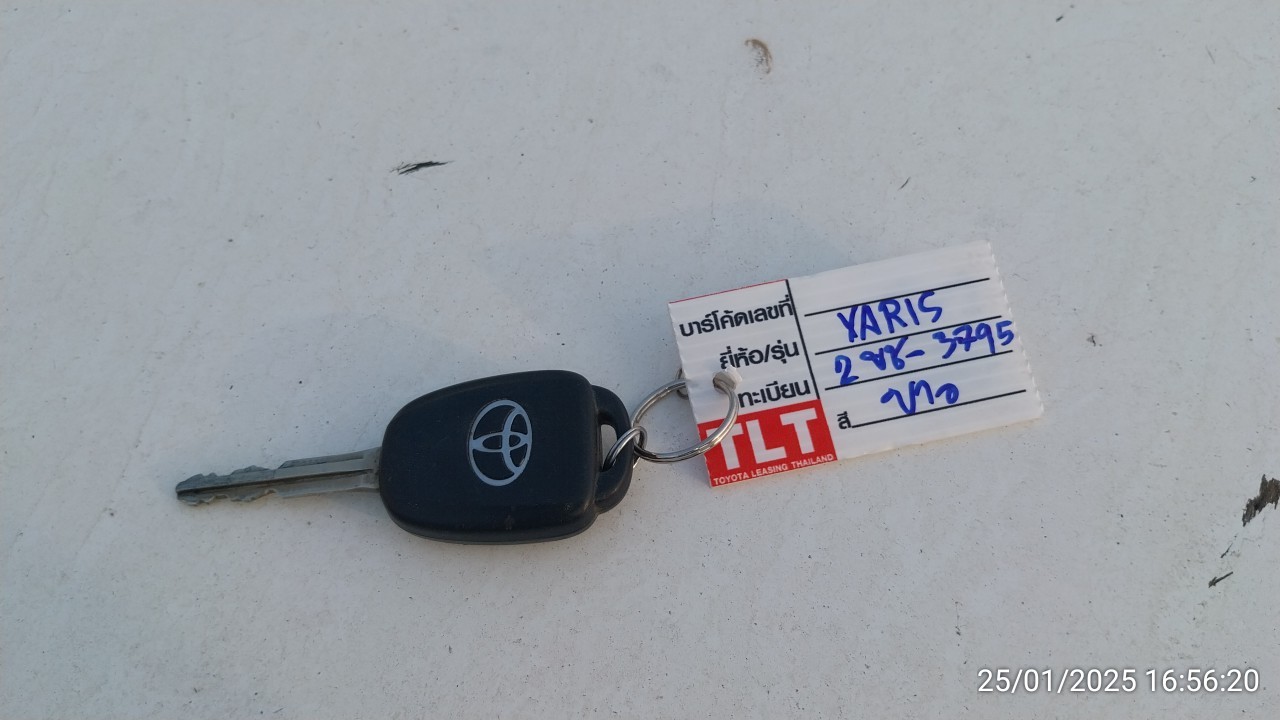 บาร์โค้ดเลขที่
ยี่ห้อ/รุ่น YARIS
ทะเบียน 2 ขช-3795
สี ขาว
TLT
TOYOTA LEASING THAILAND
25/01/2025 16:56:20